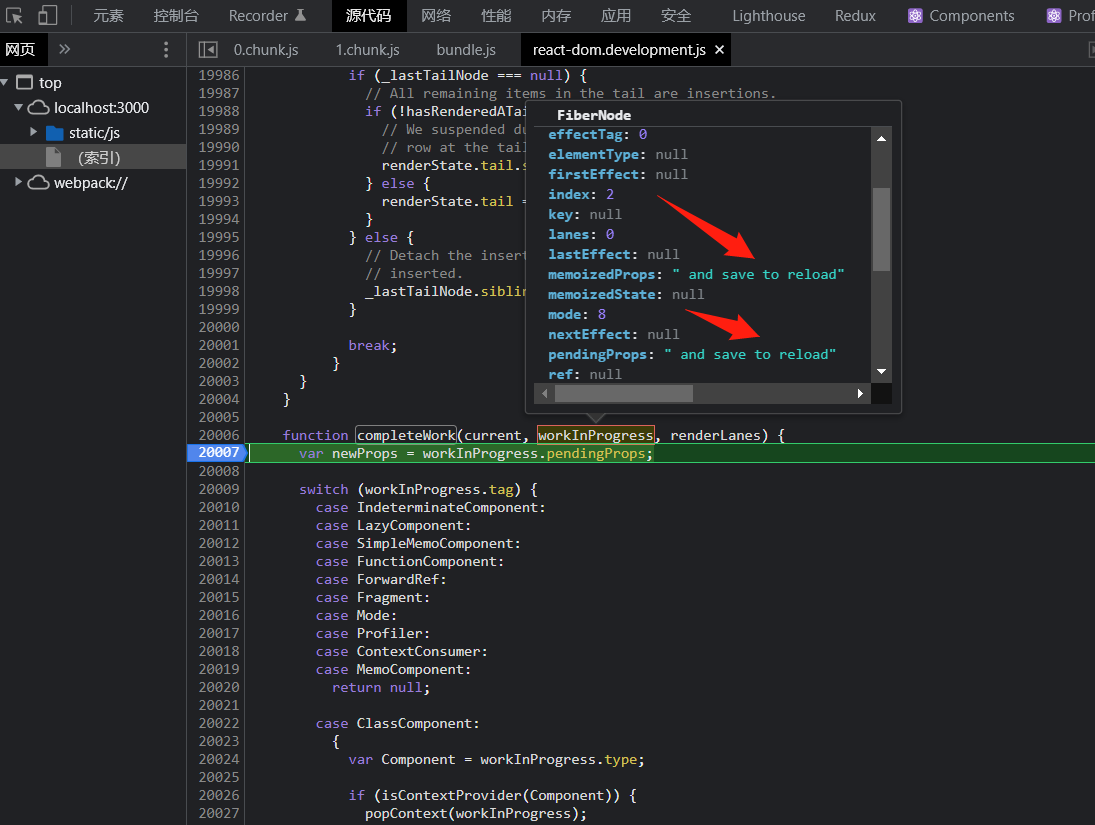 元素 控制台 Recorder 源代码 网络 性能 内存 应用 安全 Lighthouse Redux Components Prof
网页 » 0.chunk.js 1.chunk.js bundle.js react-dom.development.js ×
top
localhost:3000
static/js
(索引)
webpack://
19986 if (_lastTailNode === null) {
19987 // All remaining items in the tail are insertions.
19988 if (!hasRenderedATai
19989 // We suspended du
19990 // row at the tail
19991 renderState.tail.s
19992 } else {
19993 renderState.tail =
19994 }
19995 } else {
19996 // Detach the insert
19997 // inserted.
19998 _lastTailNode.siblin
19999 }
20000
20001 break;
20002 }
20003 }
20004 }
20005
FiberNode
effectTag: 0
elementType: null
firstEffect: null
index: 2
key: null
lanes: 0
lastEffect: null
memoizedProps: " and save to reload"
memoizedState: null
mode: 8
nextEffect: null
pendingProps: " and save to reload"
ref: null
20006 function completeWork(current, workInProgress, renderLanes) {
20007 var newProps = workInProgress.pendingProps;
20008
20009 switch (workInProgress.tag) {
20010 case IndeterminateComponent:
20011 case LazyComponent:
20012 case SimpleMemoComponent:
20013 case FunctionComponent:
20014 case ForwardRef:
20015 case Fragment:
20016 case Mode:
20017 case Profiler:
20018 case ContextConsumer:
20019 case MemoComponent:
20020 return null;
20021
20022 case ClassComponent:
20023 {
20024 var Component = workInProgress.type;
20025
20026 if (isContextProvider(Component)) {
20027 popContext(workInProgress);